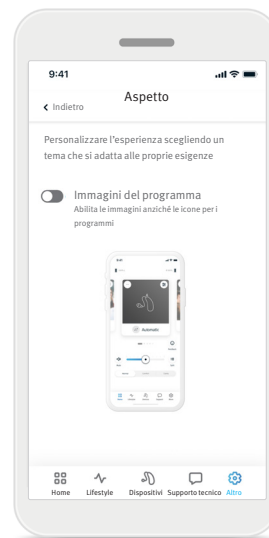 9:41
Indietro
Aspetto
Personalizzare l'esperienza scegliendo un
tema che si adatta alle proprie esigenze
Immagini del programma
Abilita le immagini anziché le icone per i
programmi
Automatic
Home
Lifestyle
Dispositivi
Supporto tecnico
Altro